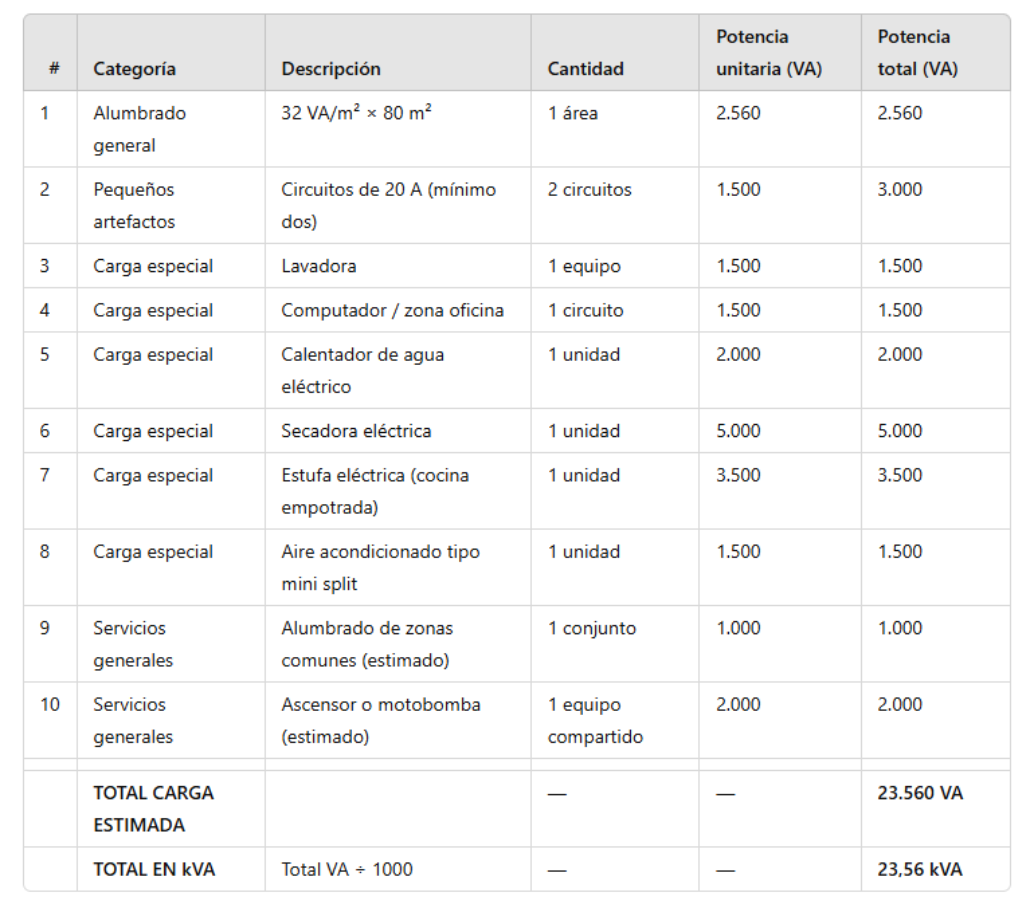 # Categoría Descripción Cantidad Potencia unitaria (VA) Potencia total (VA)
1 Alumbrado general 32 VA/m² × 80 m² 1 área 2.560 2.560
2 Pequeños artefactos Circuitos de 20 A (mínimo dos) 2 circuitos 1.500 3.000
3 Carga especial Lavadora 1 equipo 1.500 1.500
4 Carga especial Computador / zona oficina 1 circuito 1.500 1.500
5 Carga especial Calentador de agua eléctrico 1 unidad 2.000 2.000
6 Carga especial Secadora eléctrica 1 unidad 5.000 5.000
7 Carga especial Estufa eléctrica (cocina empotrada) 1 unidad 3.500 3.500
8 Carga especial Aire acondicionado tipo mini split 1 unidad 1.500 1.500
9 Servicios generales Alumbrado de zonas comunes (estimado) 1 conjunto 1.000 1.000
10 Servicios generales Ascensor o motobomba (estimado) 1 equipo compartido 2.000 2.000
TOTAL CARGA ESTIMADA — — 23.560 VA
TOTAL EN kVA Total VA ÷ 1000 — — 23,56 kVA